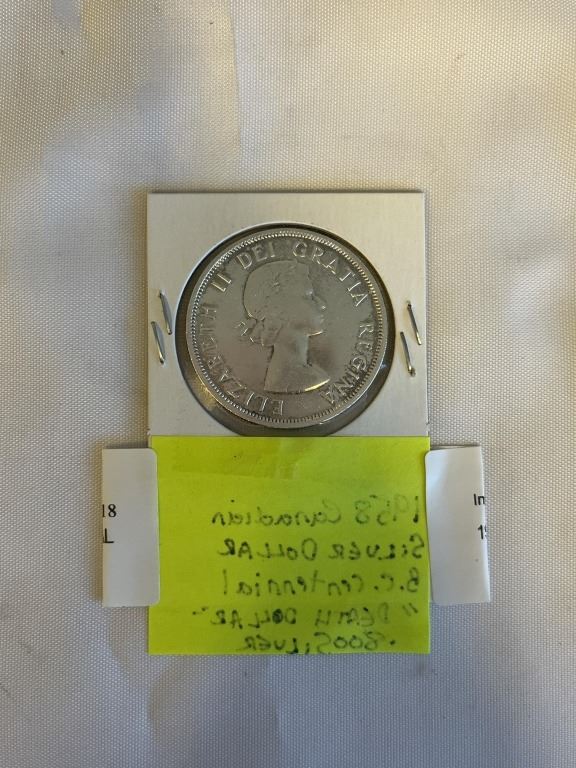 ELIZABETH II DEI GRATIA REGINA
18
L
In
19
1958 Canadian
SILVER DOLLAR
B.C. Centennial
"DEATH DOLLAR"
.800 SILVER